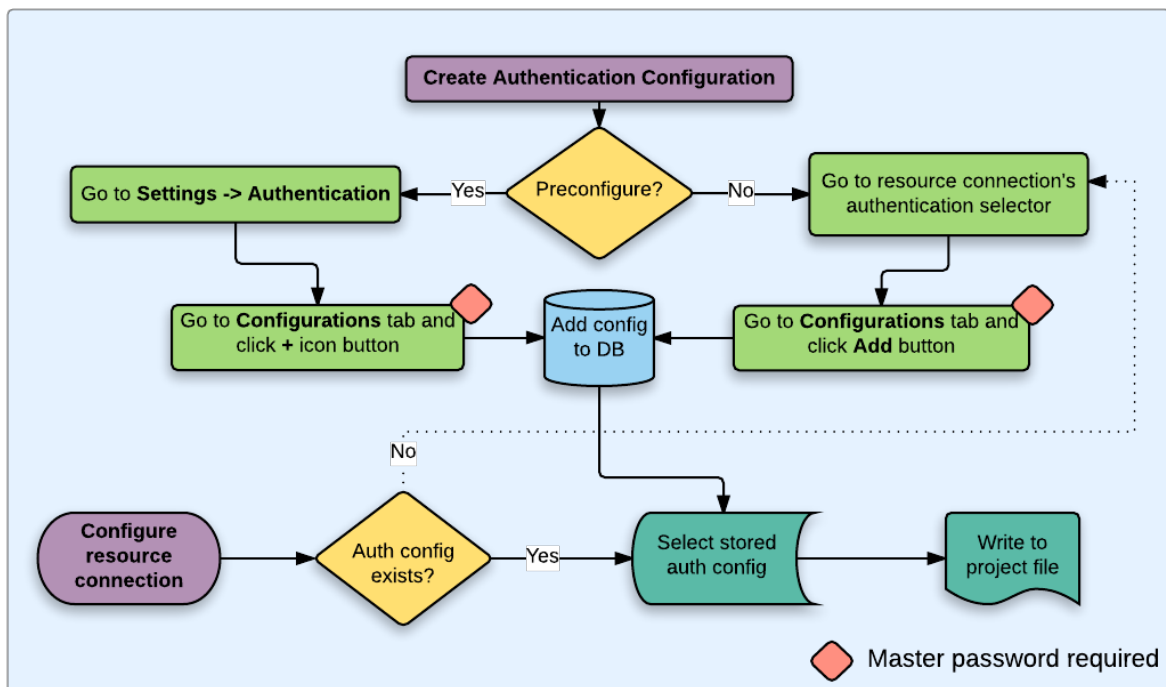 Create Authentication Configuration
Preconfigure?
Yes
No
Go to Settings -> Authentication
Go to resource connection's
authentication selector
Go to Configurations tab and
click + icon button
Add config
to DB
Go to Configurations tab and
click Add button
No
Configure
resource
connection
Auth config
exists?
Yes
Select stored
auth config
Write to
project file
Master password required